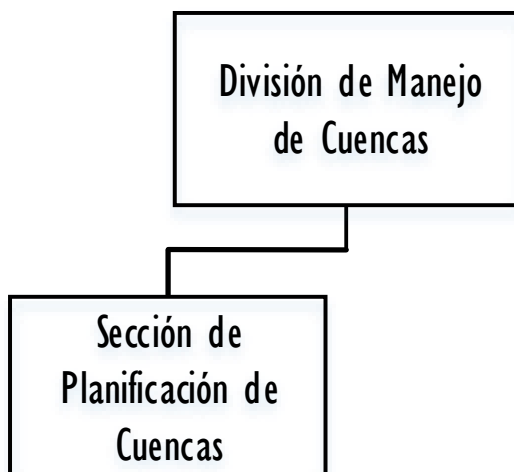 División de Manejo
de Cuencas
Sección de
Planificación de
Cuencas